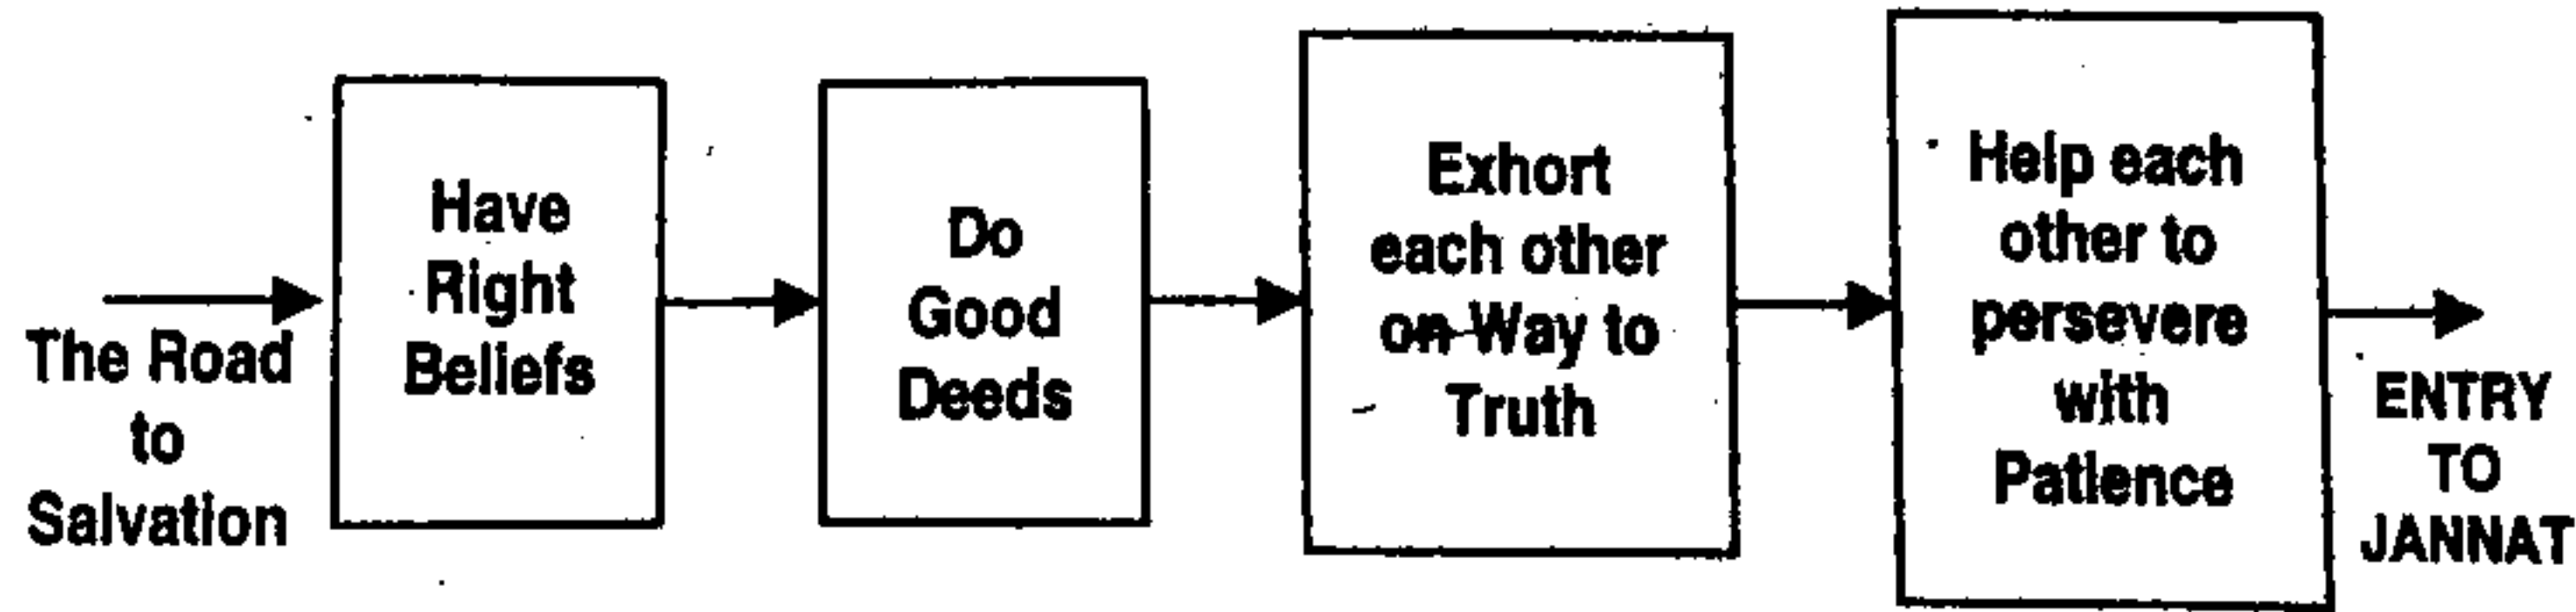 The Road
to
Salvation
Have
Right
Beliefs
Do
Good
Deeds
Exhort
each other
on Way to
Truth
Help each
other to
persevere
with
Patience
ENTRY
TO
JANNAT